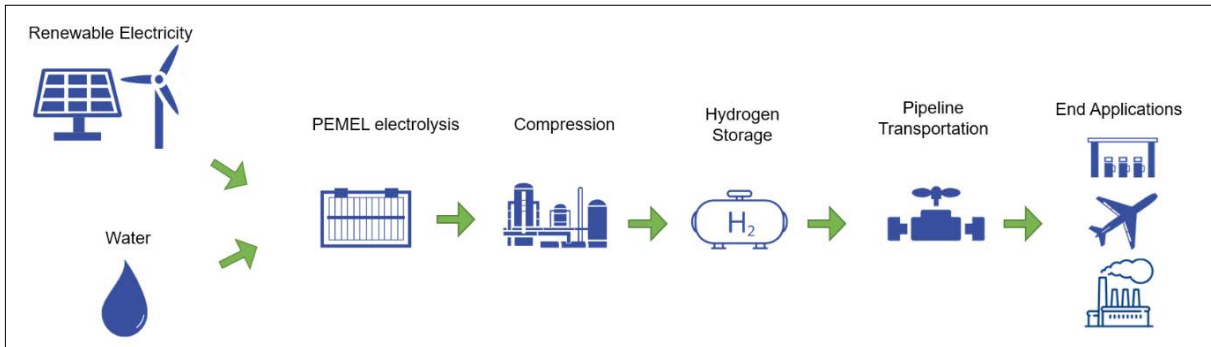 Renewable Electricity
Water
PEMEL electrolysis
Compression
Hydrogen
Storage
H₂
Pipeline
Transportation
End Applications